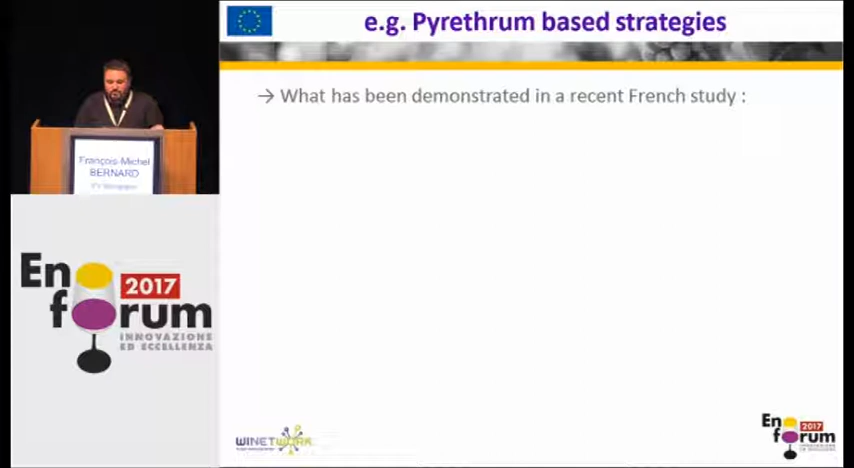 e.g. Pyrethrum based strategies
→ What has been demonstrated in a recent French study :
François-Michel
BERNARD
En
2017
forum
INNOVAZIONE
ED ECCELLENZA
WINETWORK
En
2017
forum